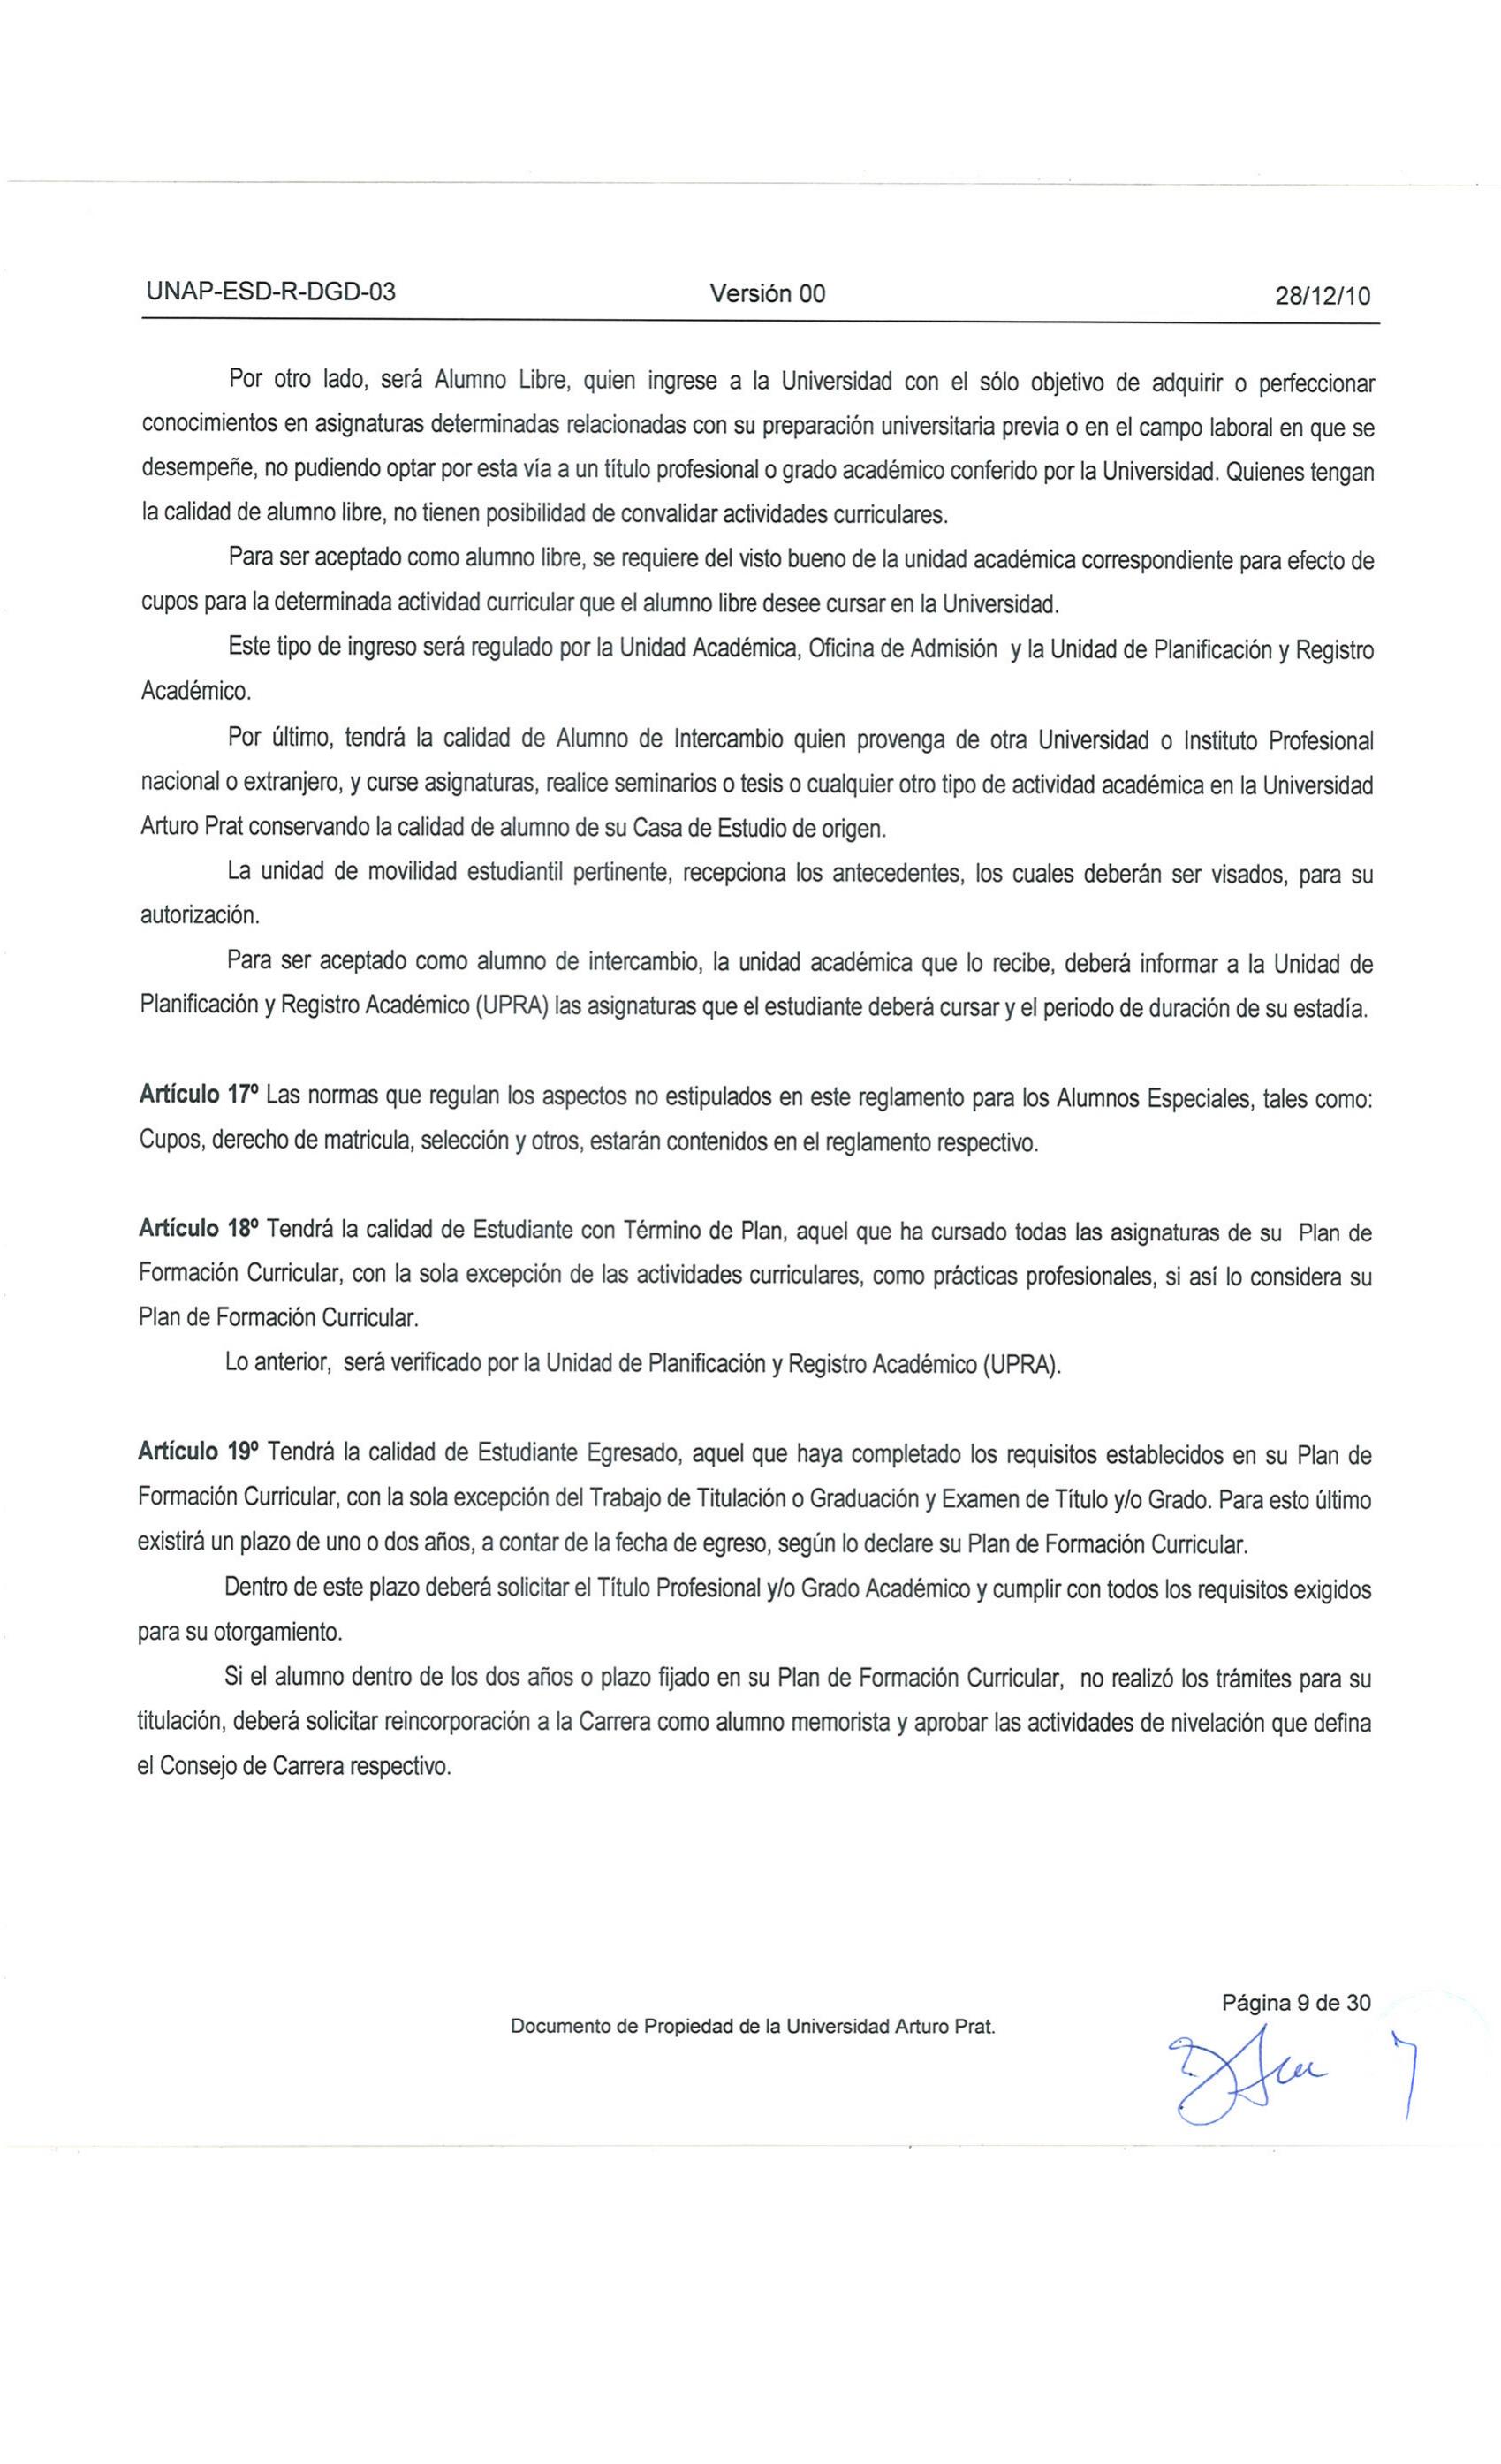 UNAP-ESD-R-DGD-03 Versión 00 28/12/10
Por otro lado, será Alumno Libre, quien ingrese a la Universidad con el sólo objetivo de adquirir o perfeccionar
conocimientos en asignaturas determinadas relacionadas con su preparación universitaria previa o en el campo laboral en que se
desempeñe, no pudiendo optar por esta vía a un título profesional o grado académico conferido por la Universidad. Quienes tengan
la calidad de alumno libre, no tienen posibilidad de convalidar actividades curriculares.
Para ser aceptado como alumno libre, se requiere del visto bueno de la unidad académica correspondiente para efecto de
cupos para la determinada actividad curricular que el alumno libre desee cursar en la Universidad.
Este tipo de ingreso será regulado por la Unidad Académica, Oficina de Admisión y la Unidad de Planificación y Registro
Académico.
Por último, tendrá la calidad de Alumno de Intercambio quien provenga de otra Universidad o Instituto Profesional
nacional o extranjero, y curse asignaturas, realice seminarios o tesis o cualquier otro tipo de actividad académica en la Universidad
Arturo Prat conservando la calidad de alumno de su Casa de Estudio de origen.
La unidad de movilidad estudiantil pertinente, recepciona los antecedentes, los cuales deberán ser visados, para su
autorización.
Para ser aceptado como alumno de intercambio, la unidad académica que lo recibe, deberá informar a la Unidad de
Planificación y Registro Académico (UPRA) las asignaturas que el estudiante deberá cursar y el periodo de duración de su estadía.
Artículo 17º Las normas que regulan los aspectos no estipulados en este reglamento para los Alumnos Especiales, tales como:
Cupos, derecho de matricula, selección y otros, estarán contenidos en el reglamento respectivo.
Artículo 18º Tendrá la calidad de Estudiante con Término de Plan, aquel que ha cursado todas las asignaturas de su Plan de
Formación Curricular, con la sola excepción de las actividades curriculares, como prácticas profesionales, si así lo considera su
Plan de Formación Curricular.
Lo anterior, será verificado por la Unidad de Planificación y Registro Académico (UPRA).
Artículo 19º Tendrá la calidad de Estudiante Egresado, aquel que haya completado los requisitos establecidos en su Plan de
Formación Curricular, con la sola excepción del Trabajo de Titulación o Graduación y Examen de Título y/o Grado. Para esto último
existirá un plazo de uno o dos años, a contar de la fecha de egreso, según lo declare su Plan de Formación Curricular.
Dentro de este plazo deberá solicitar el Título Profesional y/o Grado Académico y cumplir con todos los requisitos exigidos
para su otorgamiento.
Si el alumno dentro de los dos años o plazo fijado en su Plan de Formación Curricular, no realizó los trámites para su
titulación, deberá solicitar reincorporación a la Carrera como alumno memorista y aprobar las actividades de nivelación que defina
el Consejo de Carrera respectivo.
Página 9 de 30
Documento de Propiedad de la Universidad Arturo Prat.